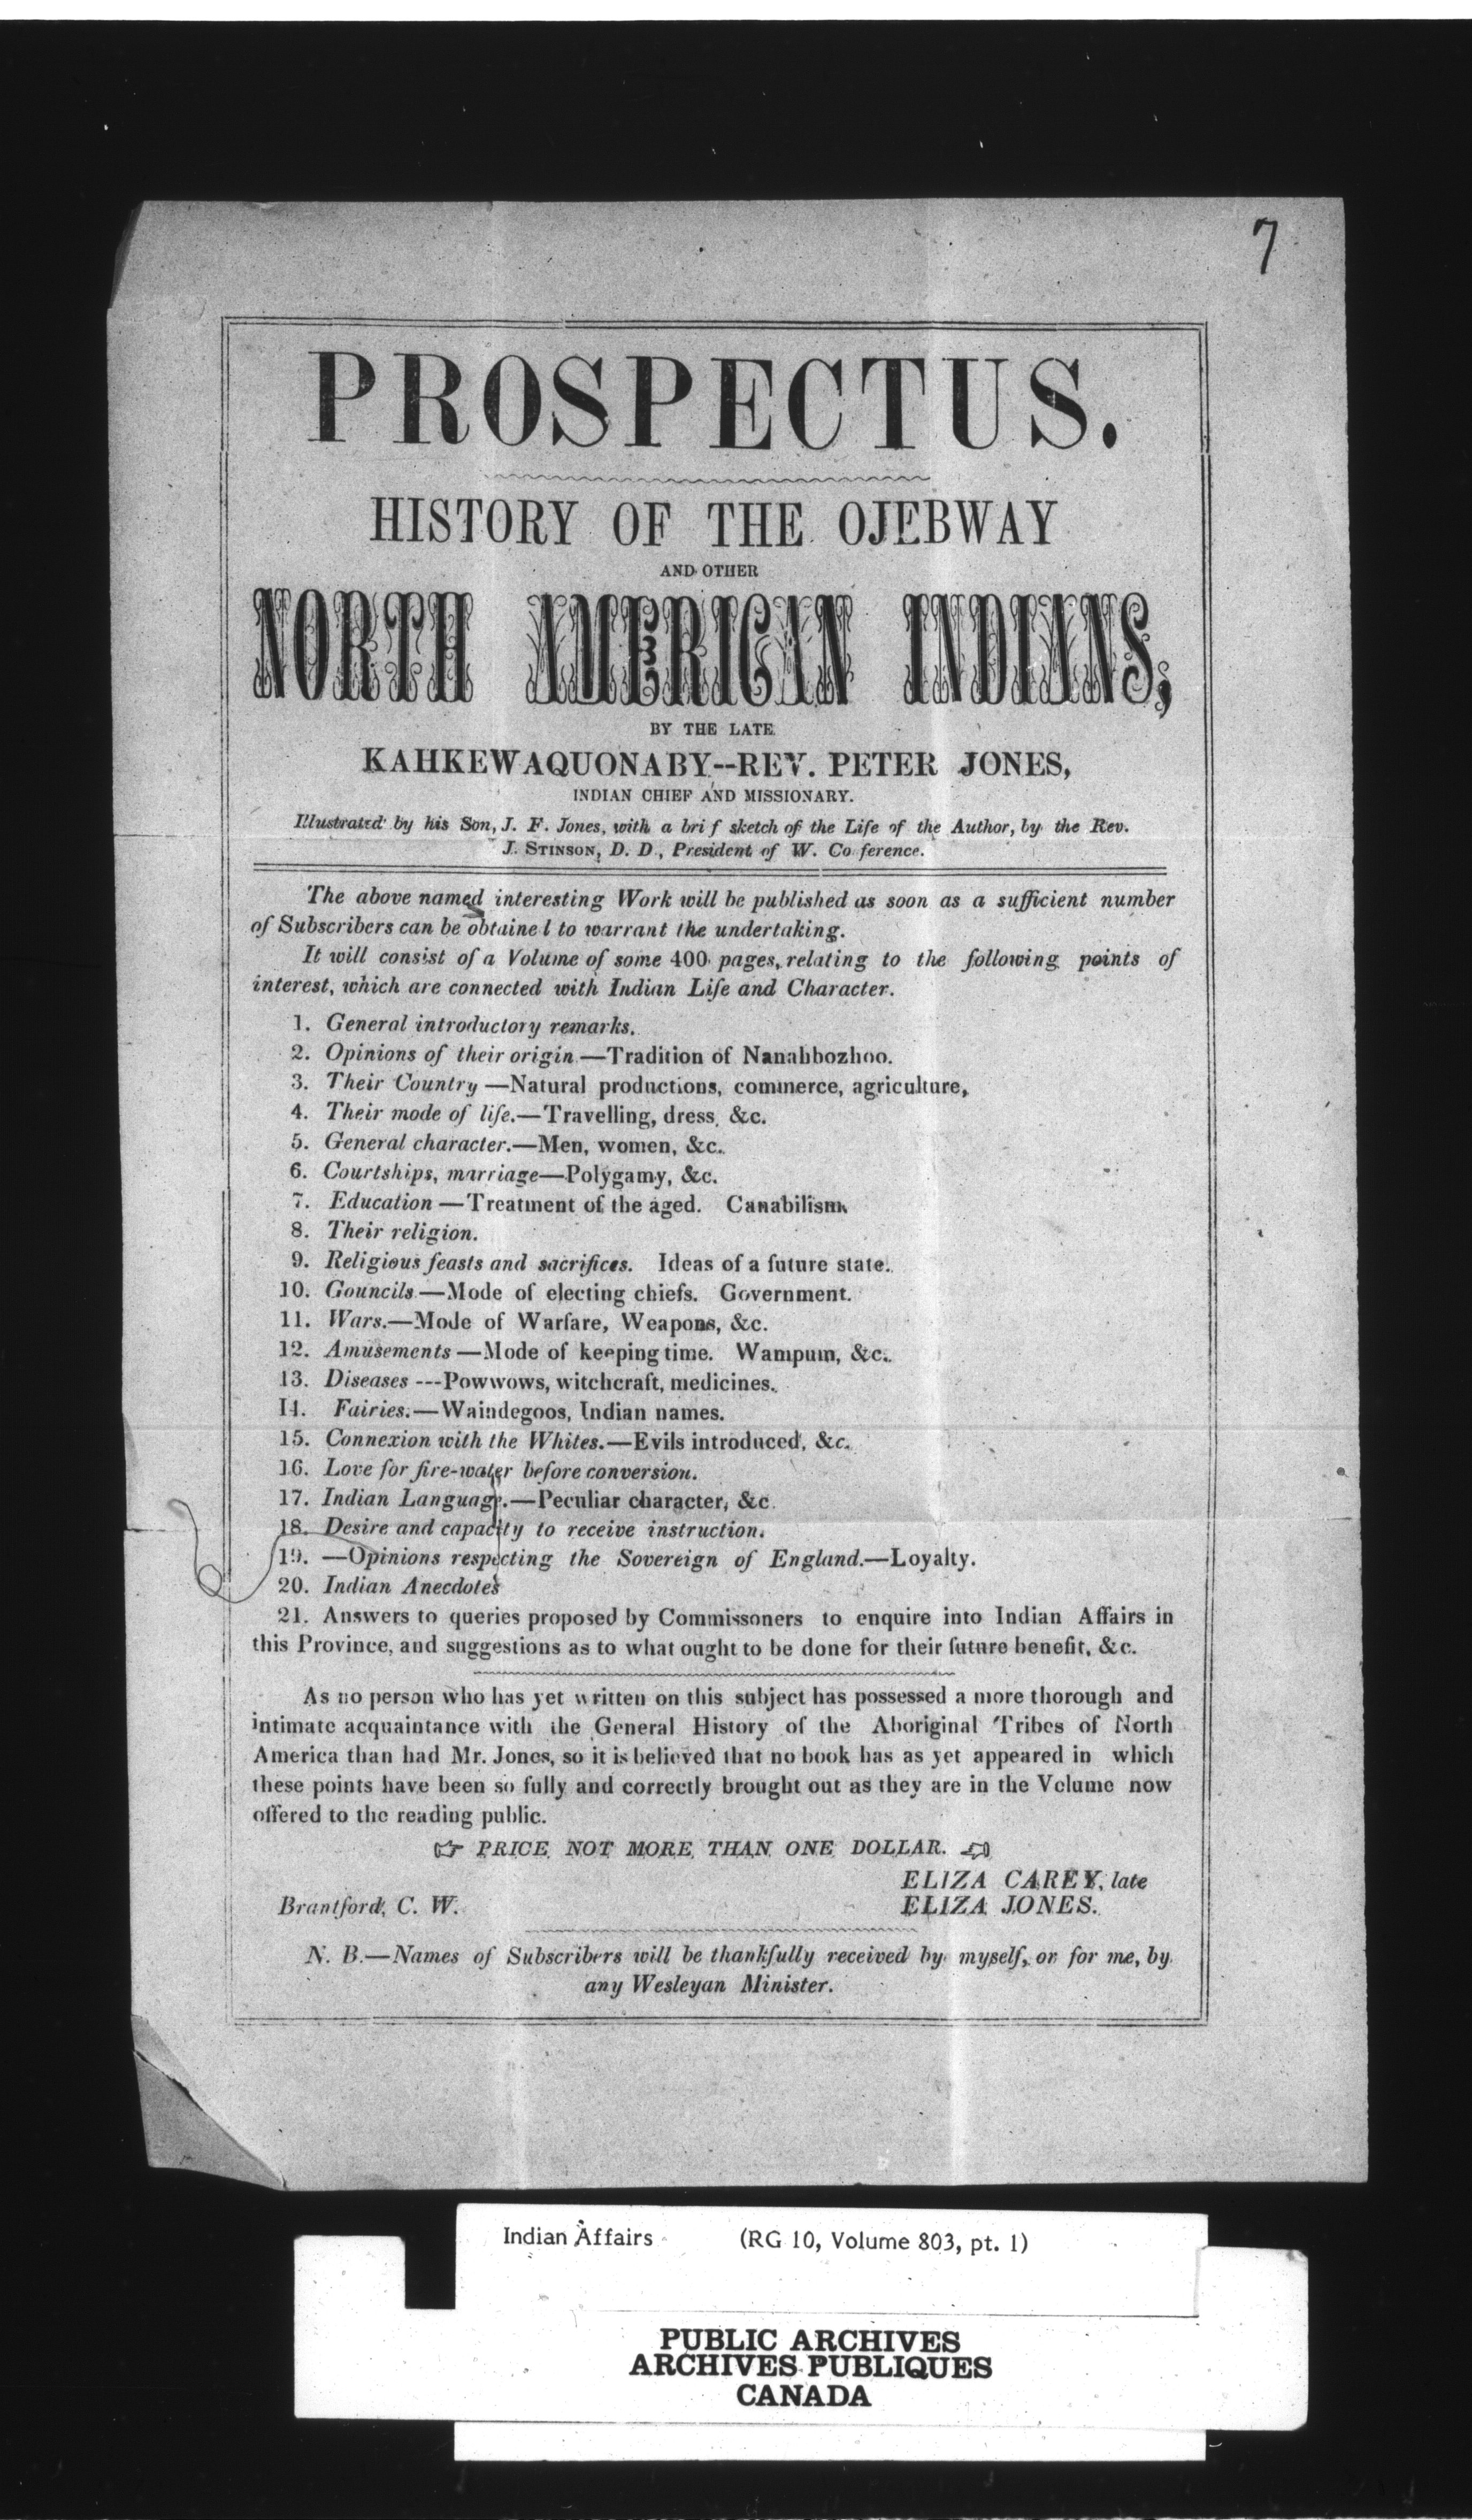 7
PROSPECTUS.
HISTORY OF THE OJEBWAY
AND OTHER
NORTH AMERICAN INDIANS,
BY THE LATE
KAHKEWAQUONABY--REV. PETER JONES,
INDIAN CHIEF AND MISSIONARY.
Illustrated by his Son, J. F. Jones, with a bri f sketch of the Life of the Author, by the Rev.
J. STINSON, D. D., President of W. Co ference.
The above named interesting Work will be published as soon as a sufficient number
of Subscribers can be obtained to warrant the undertaking.
It will consist of a Volume of some 400 pages, relating to the following points of
interest, which are connected with Indian Life and Character.
1. General introductory remarks.
2. Opinions of their origin.—Tradition of Nanahbozhoo.
3. Their Country —Natural productions, commerce, agriculture,
4. Their mode of life.—Travelling, dress, &c.
5. General character.—Men, women, &c.
6. Courtships, marriage—Polygamy, &c.
7. Education —Treatment of the aged. Canabilism
8. Their religion.
9. Religious feasts and sacrifices. Ideas of a future state.
10. Gouncils.—Mode of electing chiefs. Government.
11. Wars.—Mode of Warfare, Weapons, &c.
12. Amusements —Mode of keeping time. Wampum, &c.
13. Diseases ---Powwows, witchcraft, medicines.
14. Fairies.—Waindegoos, Indian names.
15. Connexion with the Whites.—Evils introduced, &c.
16. Love for fire-water before conversion.
17. Indian Language.—Peculiar character, &c.
18. Desire and capacity to receive instruction.
19. —Opinions respecting the Sovereign of England.—Loyalty.
20. Indian Anecdotes
21. Answers to queries proposed by Commissoners to enquire into Indian Affairs in
this Province, and suggestions as to what ought to be done for their future benefit, &c.
As no person who has yet written on this subject has possessed a more thorough and
intimate acquaintance with the General History of the Aboriginal Tribes of North
America than had Mr. Jones, so it is believed that no book has as yet appeared in which
these points have been so fully and correctly brought out as they are in the Volume now
offered to the reading public.
☞ PRICE NOT MORE THAN ONE DOLLAR. ☜
ELIZA CAREY, late
Brantford, C. W. ELIZA JONES.
N. B.—Names of Subscribers will be thankfully received by myself, or for me, by
any Wesleyan Minister.
Indian Affairs (RG 10, Volume 803, pt. 1)
PUBLIC ARCHIVES
ARCHIVES PUBLIQUES
CANADA